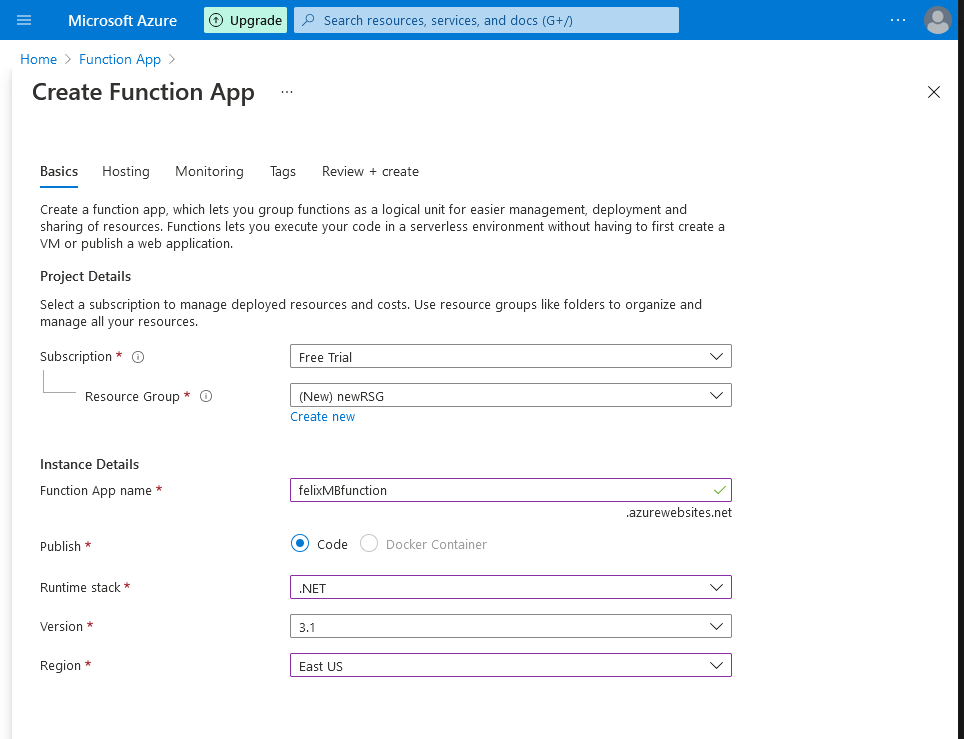 Microsoft Azure
Upgrade
Search resources, services, and docs (G+/)
Home > Function App >
Create Function App
Basics Hosting Monitoring Tags Review + create
Create a function app, which lets you group functions as a logical unit for easier management, deployment and
sharing of resources. Functions lets you execute your code in a serverless environment without having to first create a
VM or publish a web application.
Project Details
Select a subscription to manage deployed resources and costs. Use resource groups like folders to organize and
manage all your resources.
Subscription * Free Trial
Resource Group * (New) newRSG
Create new
Instance Details
Function App name * felixMBfunction
.azurewebsites.net
Publish * Code Docker Container
Runtime stack * .NET
Version * 3.1
Region * East US